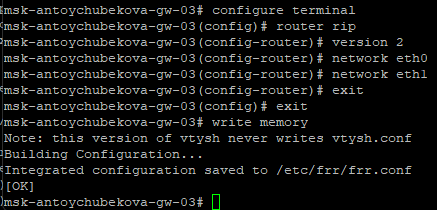 msk-antoychubekova-gw-03# configure terminal
msk-antoychubekova-gw-03(config)# router rip
msk-antoychubekova-gw-03(config-router)# version 2
msk-antoychubekova-gw-03(config-router)# network eth0
msk-antoychubekova-gw-03(config-router)# network eth1
msk-antoychubekova-gw-03(config-router)# exit
msk-antoychubekova-gw-03(config)# exit
msk-antoychubekova-gw-03# write memory
Note: this version of vtysh never writes vtysh.conf
Building Configuration...
Integrated configuration saved to /etc/frr/frr.conf
[OK]
msk-antoychubekova-gw-03#